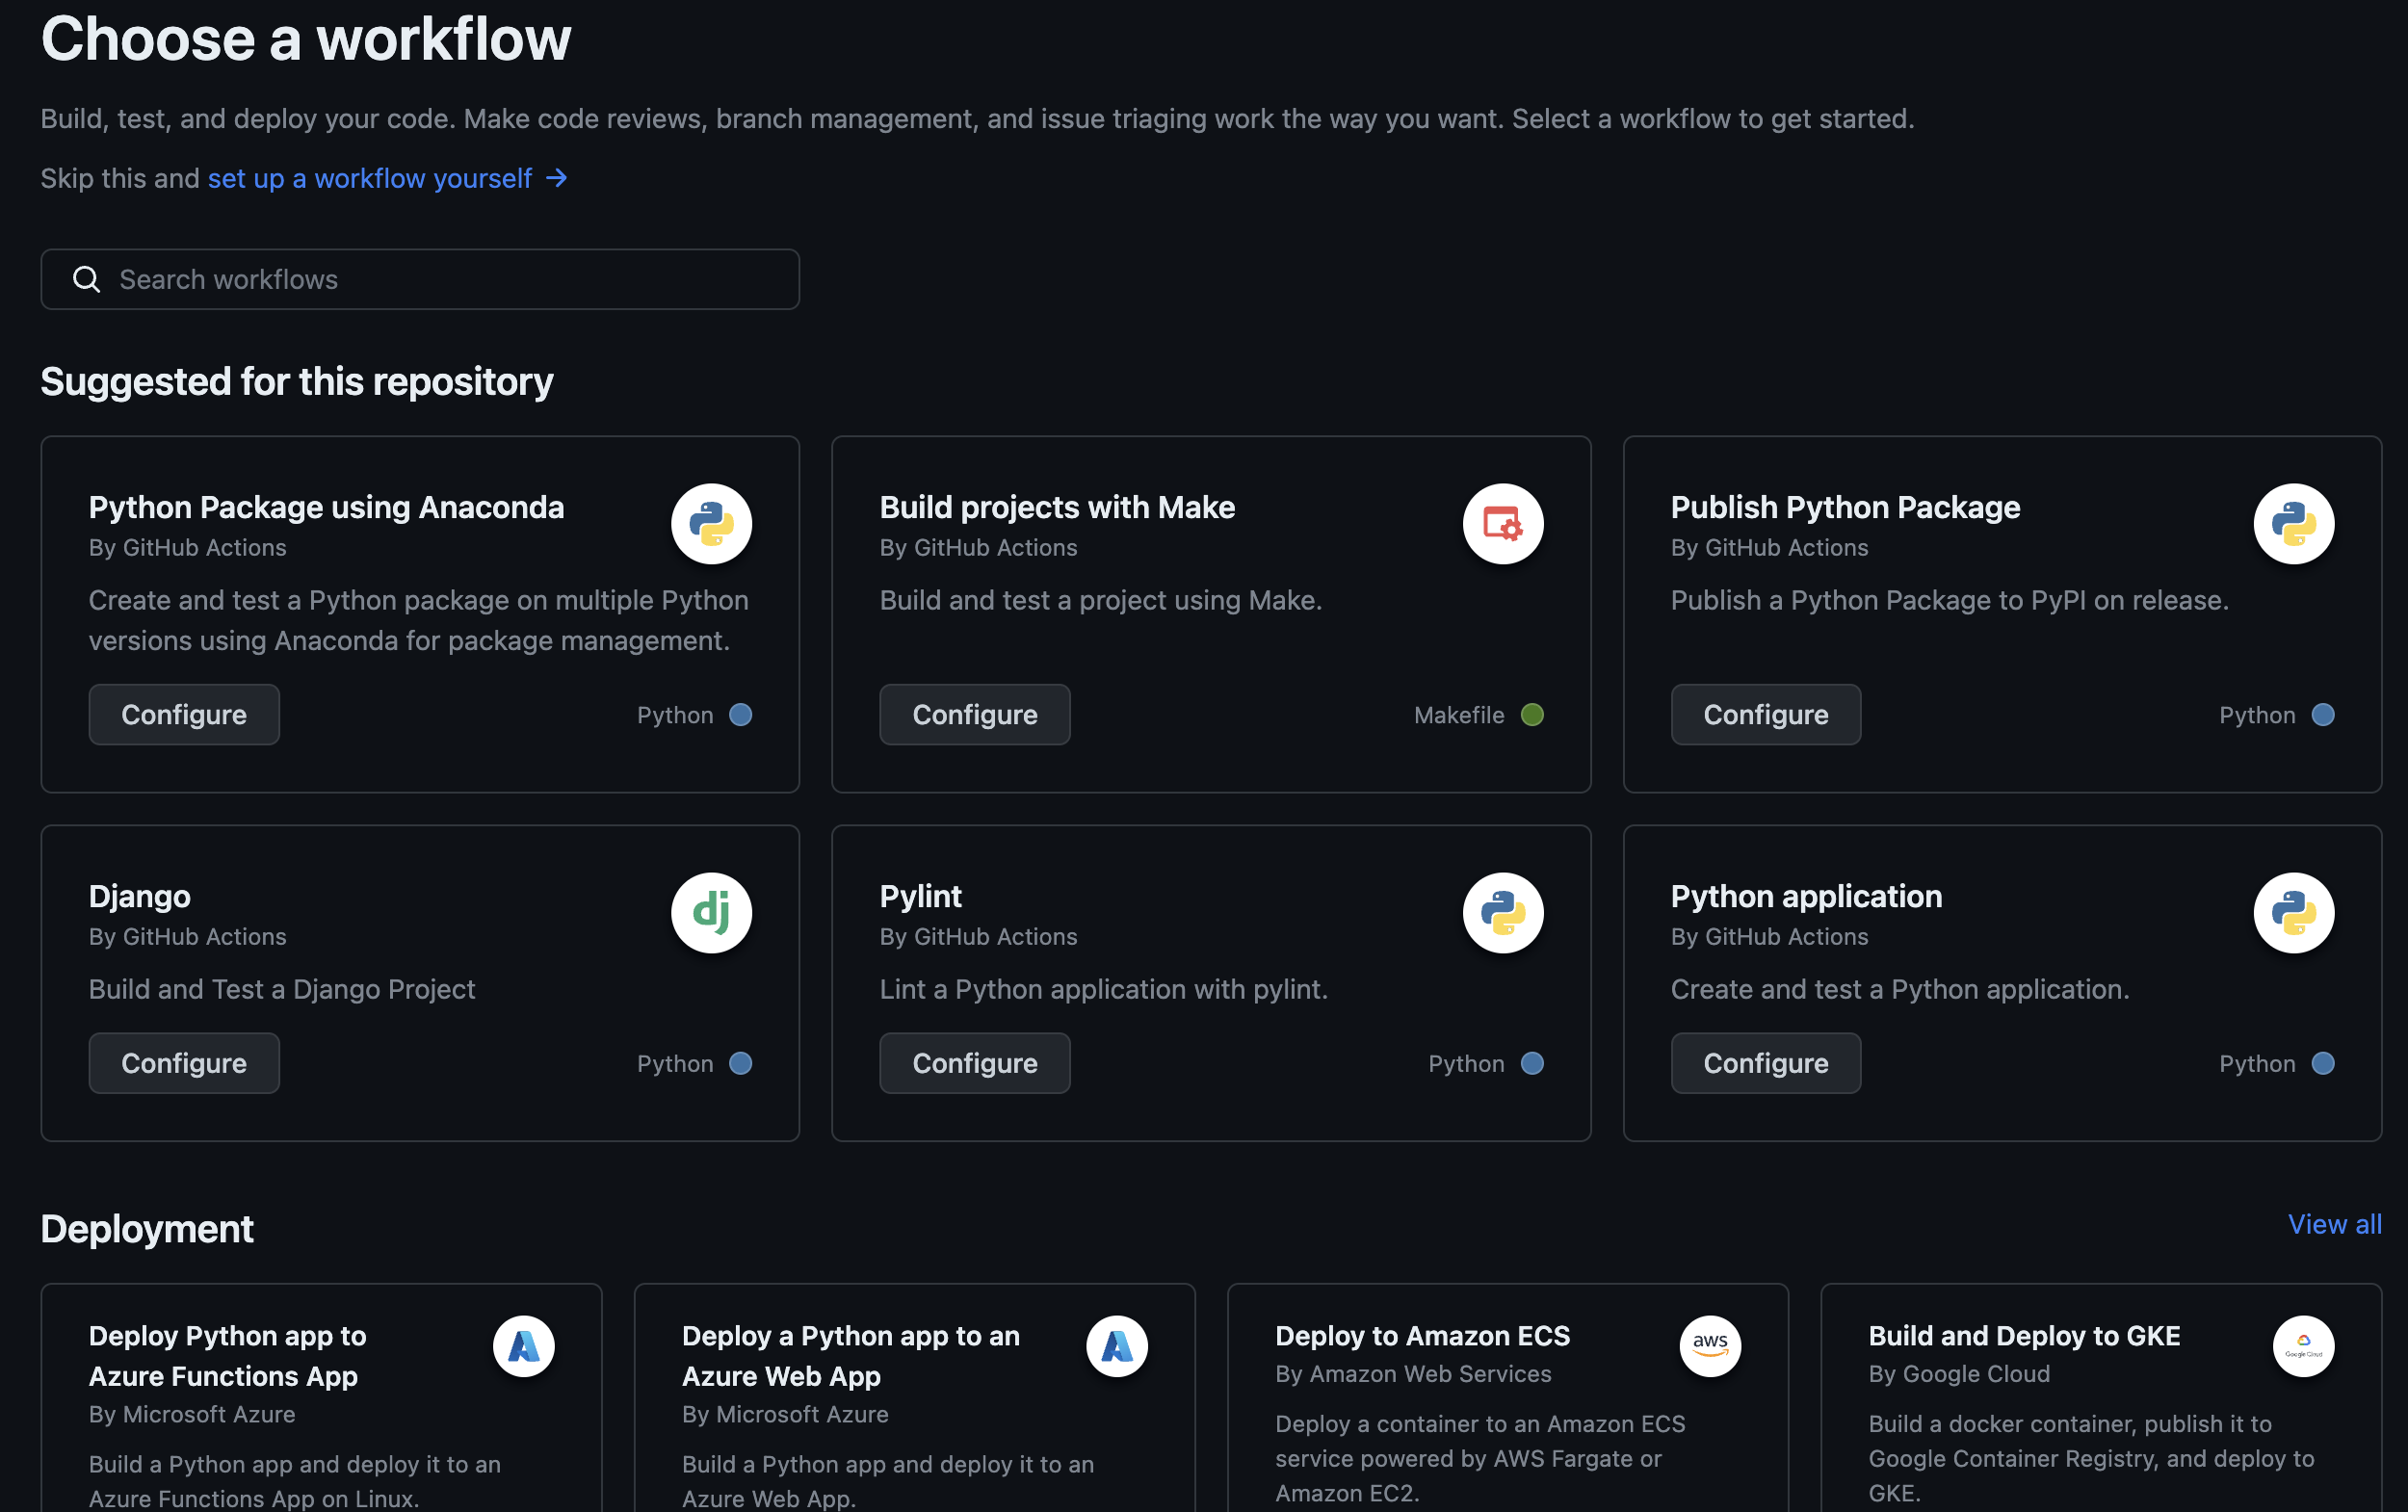 Choose a workflow
Build, test, and deploy your code. Make code reviews, branch management, and issue triaging work the way you want. Select a workflow to get started.
Skip this and set up a workflow yourself →
Search workflows
Suggested for this repository
Python Package using Anaconda
By GitHub Actions
Create and test a Python package on multiple Python
versions using Anaconda for package management.
Configure
Python
Build projects with Make
By GitHub Actions
Build and test a project using Make.
Configure
Makefile
Publish Python Package
By GitHub Actions
Publish a Python Package to PyPI on release.
Configure
Python
Django
By GitHub Actions
dj
Build and Test a Django Project
Configure
Python
Pylint
By GitHub Actions
Lint a Python application with pylint.
Configure
Python
Python application
By GitHub Actions
Create and test a Python application.
Configure
Python
Deployment
View all
Deploy Python app to
Azure Functions App
By Microsoft Azure
Build a Python app and deploy it to an
Azure Functions App on Linux.
Deploy a Python app to an
Azure Web App
By Microsoft Azure
Build a Python app and deploy it to an
Azure Web App.
Deploy to Amazon ECS
aws
By Amazon Web Services
Deploy a container to an Amazon ECS
service powered by AWS Fargate or
Amazon EC2.
Build and Deploy to GKE
Google Cloud
By Google Cloud
Build a docker container, publish it to
Google Container Registry, and deploy to
GKE.